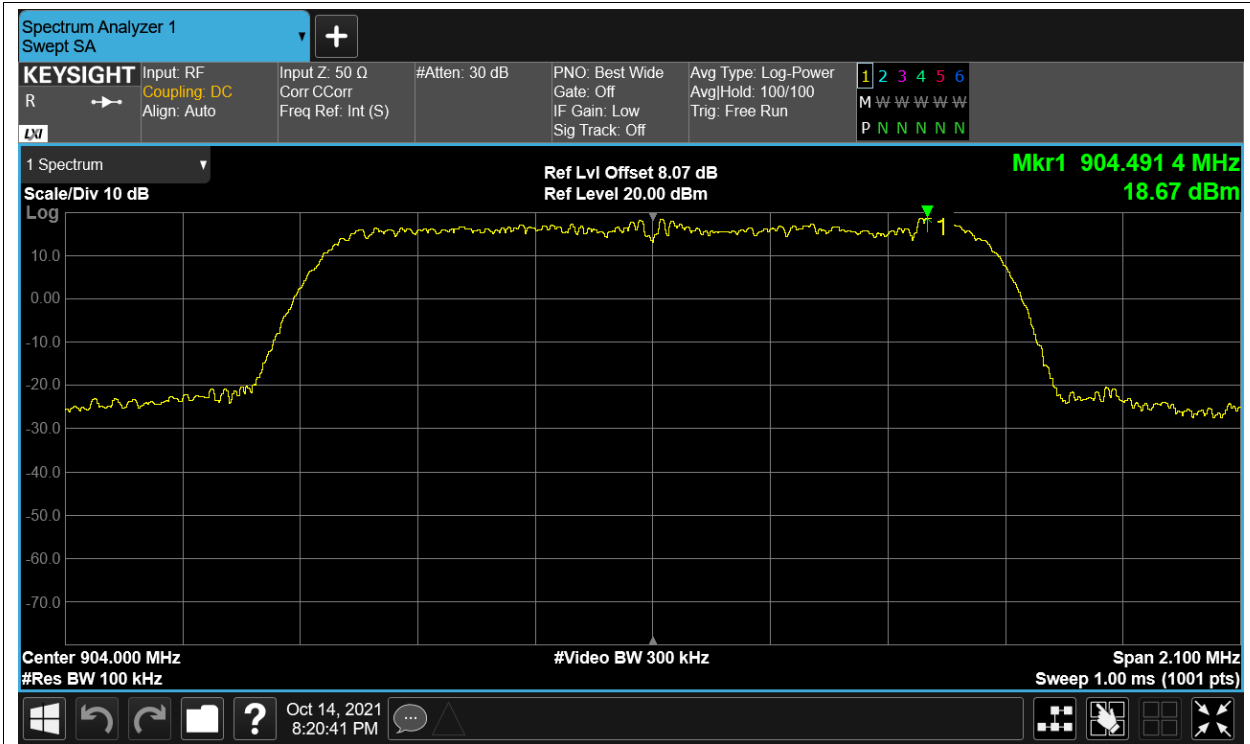 Spectrum Analyzer 1
Swept SA
KEYSIGHT
R
LXI
Input: RF
Coupling: DC
Align: Auto
Input Z: 50 Ω
Corr CCorr
Freq Ref: Int (S)
#Atten: 30 dB
PNO: Best Wide
Gate: Off
IF Gain: Low
Sig Track: Off
Avg Type: Log-Power
Avg|Hold: 100/100
Trig: Free Run
1 2 3 4 5 6
M W W W W W
P N N N N N
1 Spectrum
Scale/Div 10 dB
Ref Lvl Offset 8.07 dB
Ref Level 20.00 dBm
Mkr1 904.491 4 MHz
18.67 dBm
Log
1
10.0
0.00
-10.0
-20.0
-30.0
-40.0
-50.0
-60.0
-70.0
Center 904.000 MHz
#Res BW 100 kHz
#Video BW 300 kHz
Span 2.100 MHz
Sweep 1.00 ms (1001 pts)
?
Oct 14, 2021
8:20:41 PM